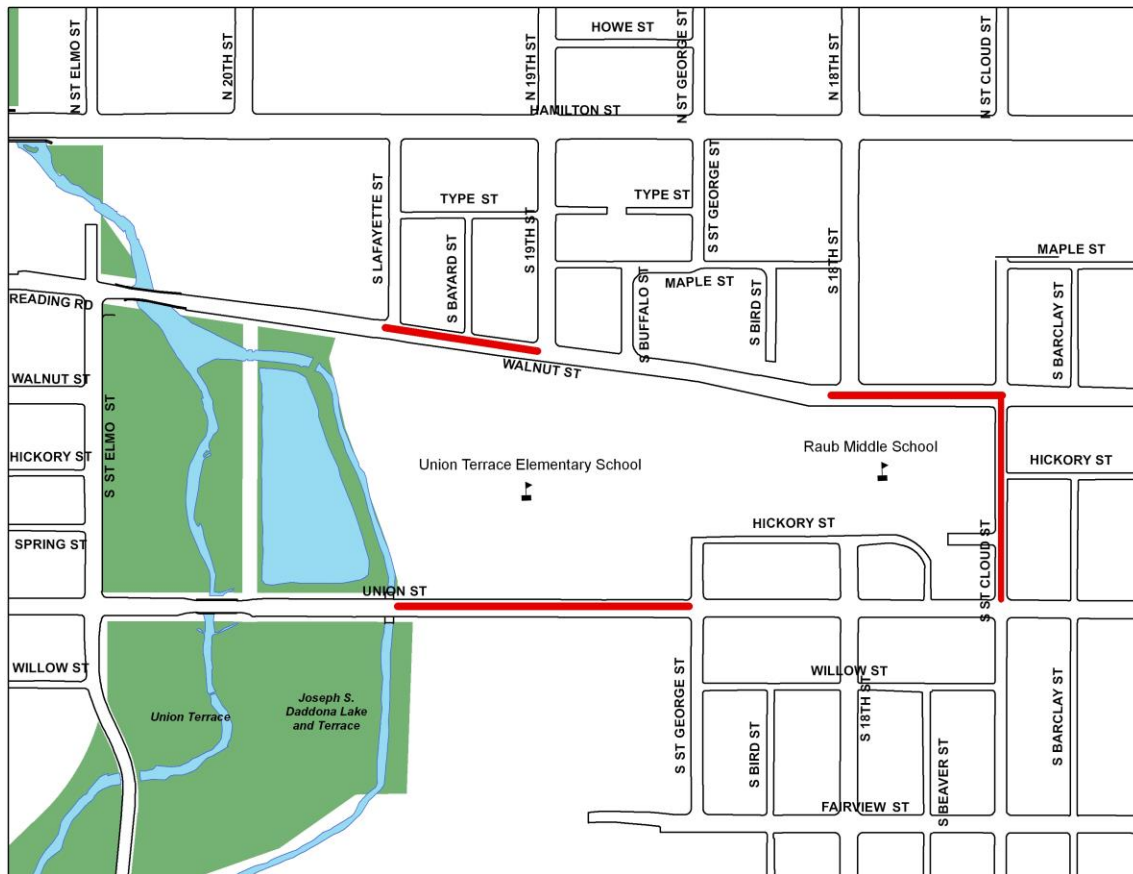 HOWE ST
N ST ELMO ST
N 20TH ST
N 19TH ST
N ST GEORGE ST
N 18TH ST
N ST CLOUD ST
HAMILTON ST
S LAFAYETTE ST
TYPE ST
TYPE ST
S BAYARD ST
S 19TH ST
S ST GEORGE ST
S 18TH ST
MAPLE ST
MAPLE ST
S BUFFALO ST
S BIRD ST
S BARCLAY ST
READING RD
WALNUT ST
WALNUT ST
S ST ELMO ST
HICKORY ST
Union Terrace Elementary School
Raub Middle School
HICKORY ST
HICKORY ST
SPRING ST
S ST CLOUD ST
UNION ST
WILLOW ST
WILLOW ST
Union Terrace
Joseph S.
Daddona Lake
and Terrace
S ST GEORGE ST
S BIRD ST
S 18TH ST
S BEAVER ST
S BARCLAY ST
FAIRVIEW ST